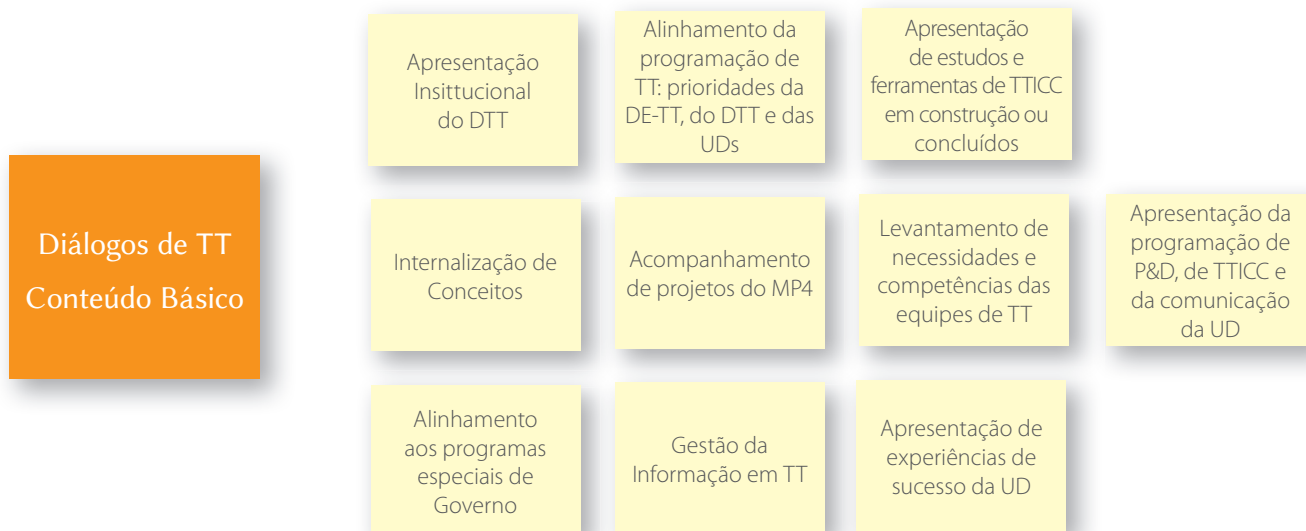 Diálogos de TT
Conteúdo Básico
Apresentação
Insittucional
do DTT
Alinhamento da
programação de
TT: prioridades da
DE-TT, do DTT e das
UDs
Apresentação
de estudos e
ferramentas de TTICC
em construção ou
concluídos
Internalização de
Conceitos
Acompanhamento
de projetos do MP4
Levantamento de
necessidades e
competências das
equipes de TT
Apresentação da
programação de
P&D, de TTICC e
da comunicação
da UD
Alinhamento
aos programas
especiais de
Governo
Gestão da
Informação em TT
Apresentação de
experiências de
sucesso da UD